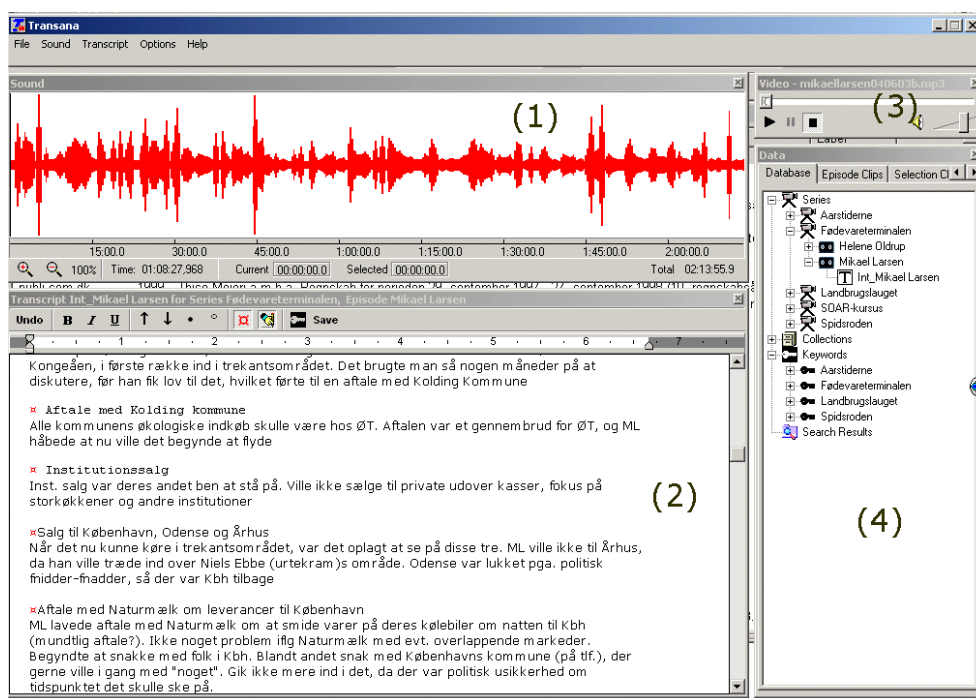 Transana
File Sound Transcript Options Help
Sound
(1)
15:00.0 30:00.0 45:00.0 1:00:00.0 1:15:00.0 1:30:00.0 1:45:00.0 2:00:00.0
100% Time: 01:08:27,968 Current 00:00:00.0 Selected 00:00:00.0 Total 02:13:55.9
Transcript Int_Mikael Larsen for Series Fødevareterminalen, Episode Mikael Larsen
Undo B I U Save
1 2 3 4 5 6 7
Kongeåen, i første række ind i trekantsområdet. Det brugte man så nogen måneder på at
diskutere, før han fik lov til det, hvilket førte til en aftale med Kolding Kommune
¤ Aftale med Kolding kommune
Alle kommunens økologiske indkøb skulle være hos ØT. Aftalen var et gennembrud for ØT, og ML
håbede at nu ville det begynde at flyde
¤ Institutionssalg
Inst. salg var deres andet ben at stå på. Ville ikke sælge til private udover kasser, fokus på
storkøkkener og andre institutioner
(2)
¤Salg til København, Odense og Århus
Når det nu kunne køre i trekantsområdet, var det oplagt at se på disse tre. ML ville ikke til Århus,
da han ville træde ind over Niels Ebbe (urtekram)s område. Odense var lukket pga. politisk
fnidder-fnadder, så der var Kbh tilbage
¤Aftale med Naturmælk om leverancer til København
ML lavede aftale med Naturmælk om at smide varer på deres kølebiler om natten til Kbh
(mundtlig aftale?). Ikke noget problem iflg Naturmælk med evt. overlappende markeder.
Begyndte at snakke med folk i Kbh. Blandt andet snak med Københavns kommune (på tlf.), der
gerne ville i gang med "noget". Gik ikke mere ind i det, da der var politisk usikkerhed om
tidspunktet det skulle ske på.
Video - mikaellarsen040603b.mp3
(3)
Label
Data
Database Episode Clips Selection Cl
Series
Aarstiderne
Fødevareterminalen
Helene Oldrup
Mikael Larsen
Int_Mikael Larsen
Landbrugslauget
SOAR-kursus
Spidsroden
Collections
Keywords
Aarstiderne
Fødevareterminalen
Landbrugslauget
Spidsroden
Search Results
(4)